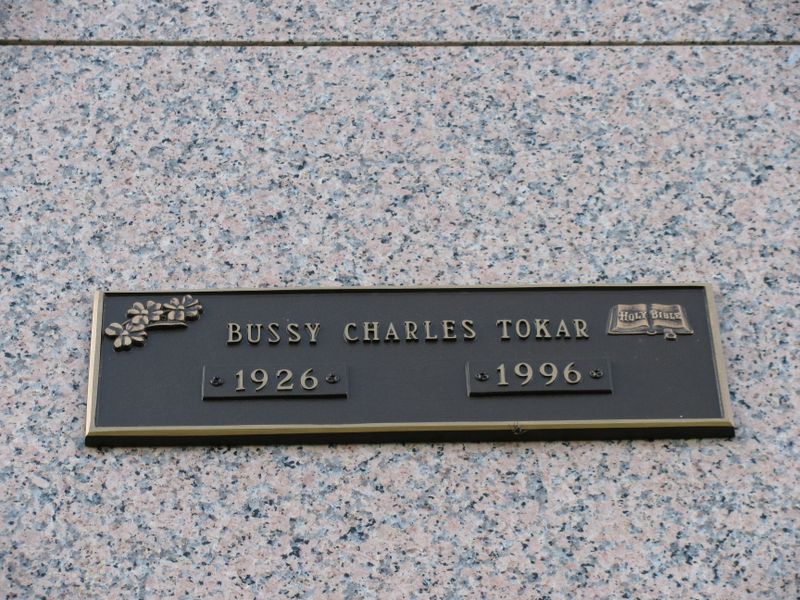 BUSSY CHARLES TOKAR
HOLY BIBLE
1926 1996